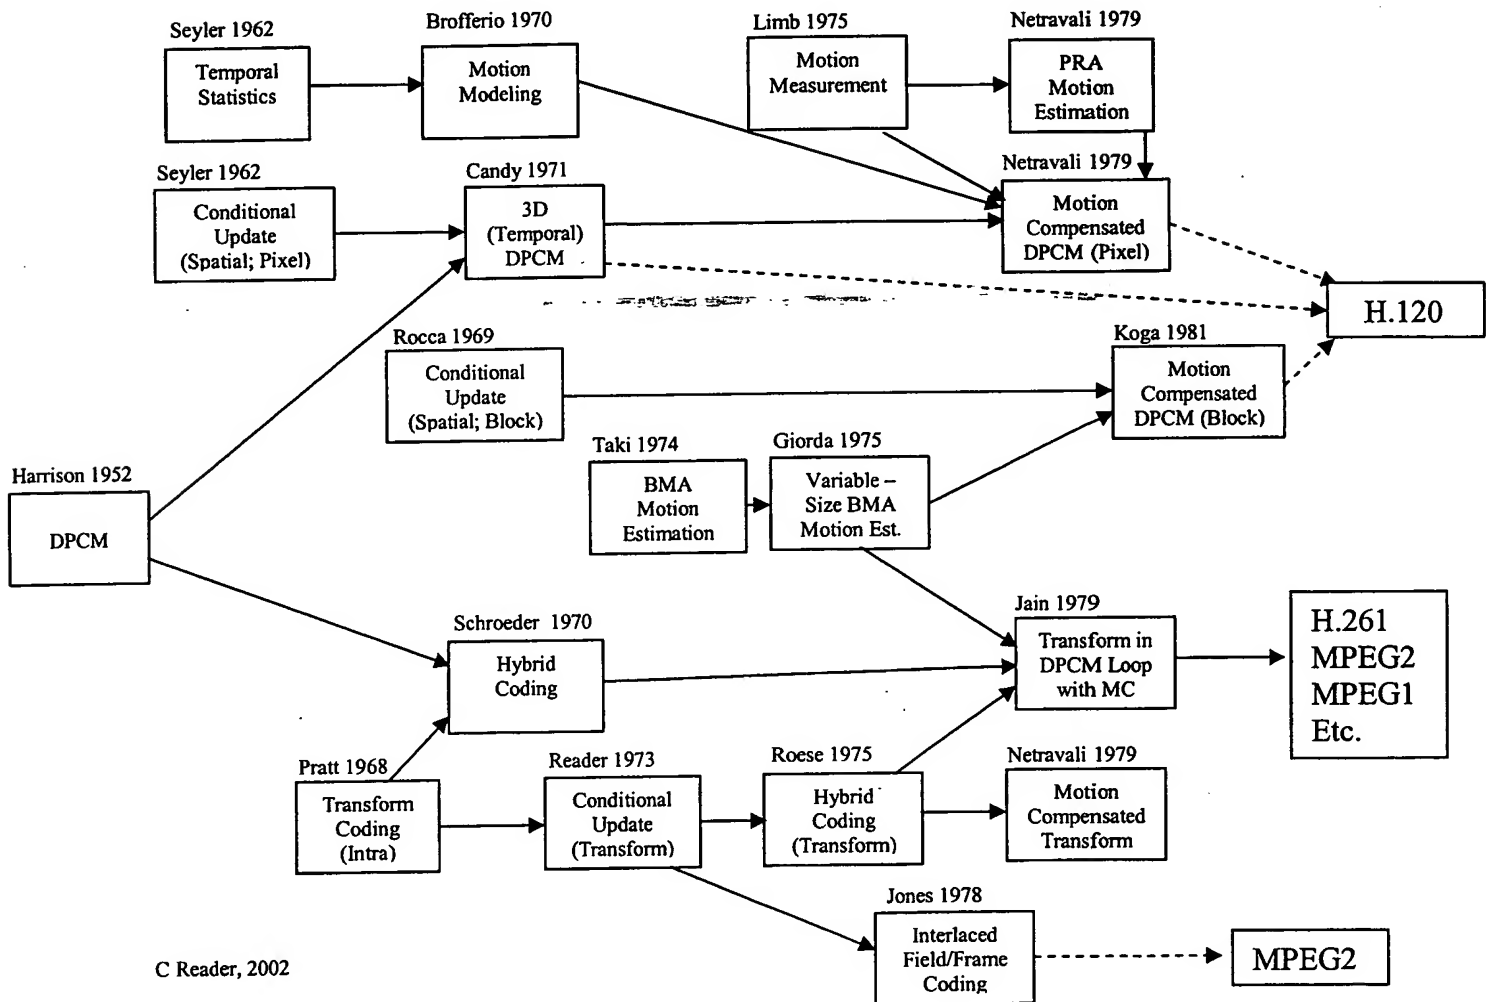 Seyler 1962
Temporal
Statistics
Brofferio 1970
Motion
Modeling
Limb 1975
Motion
Measurement
Netravali 1979
PRA
Motion
Estimation
Seyler 1962
Conditional
Update
(Spatial; Pixel)
Candy 1971
3D
(Temporal)
DPCM
Netravali 1979
Motion
Compensated
DPCM (Pixel)
H.120
Rocca 1969
Conditional
Update
(Spatial; Block)
Koga 1981
Motion
Compensated
DPCM (Block)
Taki 1974
BMA
Motion
Estimation
Giorda 1975
Variable –
Size BMA
Motion Est.
Harrison 1952
DPCM
Schroeder 1970
Hybrid
Coding
Jain 1979
Transform in
DPCM Loop
with MC
H.261
MPEG2
MPEG1
Etc.
Pratt 1968
Transform
Coding
(Intra)
Reader 1973
Conditional
Update
(Transform)
Roese 1975
Hybrid
Coding
(Transform)
Netravali 1979
Motion
Compensated
Transform
Jones 1978
Interlaced
Field/Frame
Coding
MPEG2
C Reader, 2002